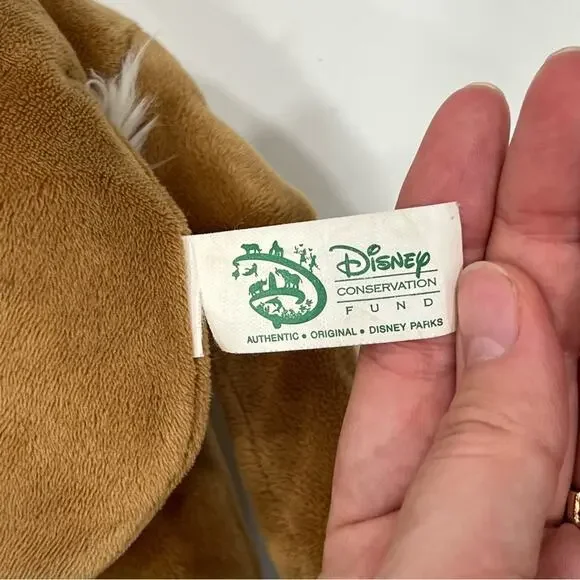 Disney
CONSERVATION
FUND
AUTHENTIC • ORIGINAL • DISNEY PARKS